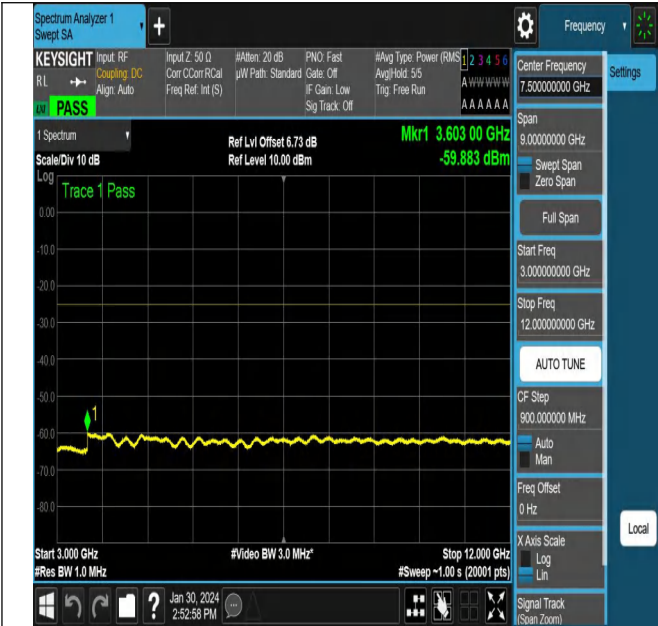 Spectrum Analyzer 1
Swept SA
Frequency
KEYSIGHT
RL
PASS
Input: RF
Coupling: DC
Align: Auto
Input Z: 50 Ω
Corr CCorr RCal
Freq Ref: Int (S)
#Atten: 20 dB
µW Path: Standard
PNO: Fast
Gate: Off
IF Gain: Low
Sig Track: Off
#Avg Type: Power (RMS
Avg|Hold: 5/5
Trig: Free Run
1 2 3 4 5 6
A W W W W W
A A A A A A
1 Spectrum
Scale/Div 10 dB
Ref Lvl Offset 6.73 dB
Ref Level 10.00 dBm
Mkr1 3.603 00 GHz
-59.883 dBm
Log
Trace 1 Pass
0.00
-10.0
-20.0
-30.0
-40.0
-50.0
-60.0
-70.0
-80.0
1
Start 3.000 GHz
#Res BW 1.0 MHz
#Video BW 3.0 MHz*
Stop 12.000 GHz
#Sweep ~1.00 s (20001 pts)
Jan 30, 2024
2:52:58 PM
Center Frequency
7.500000000 GHz
Settings
Span
9.00000000 GHz
Swept Span
Zero Span
Full Span
Start Freq
3.000000000 GHz
Stop Freq
12.000000000 GHz
AUTO TUNE
CF Step
900.000000 MHz
Auto
Man
Freq Offset
0 Hz
X Axis Scale
Log
Lin
Local
Signal Track
(Span Zoom)